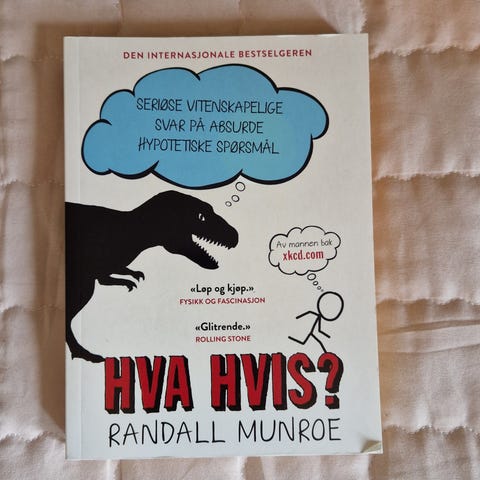 DEN INTERNASJONALE BESTSELGEREN
SERIØSE VITENSKAPELIGE
SVAR PÅ ABSURDE
HYPOTETISKE SPØRSMÅL
Av mannen bak
xkcd.com
«Løp og kjøp.»
FYSIKK OG FASCINASJON
«Glitrende.»
ROLLING STONE
HVA HVIS?
RANDALL MUNROE